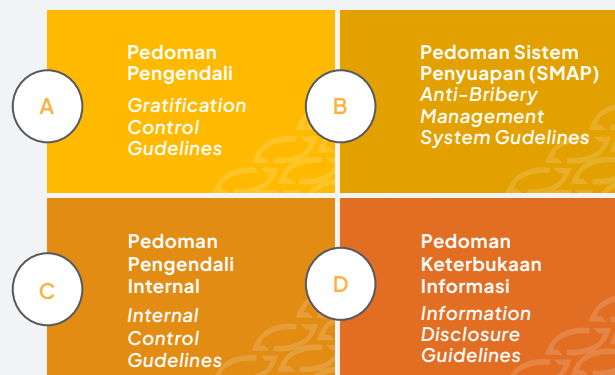 A
Pedoman
Pengendali
Gratification
Control
Gudelines
B
Pedoman Sistem
Penyuapan (SMAP)
Anti-Bribery
Management
System Gudelines
C
Pedoman
Pengendali
Internal
Internal
Control
Gudelines
D
Pedoman
Keterbukaan
Informasi
Information
Disclosure
Guidelines